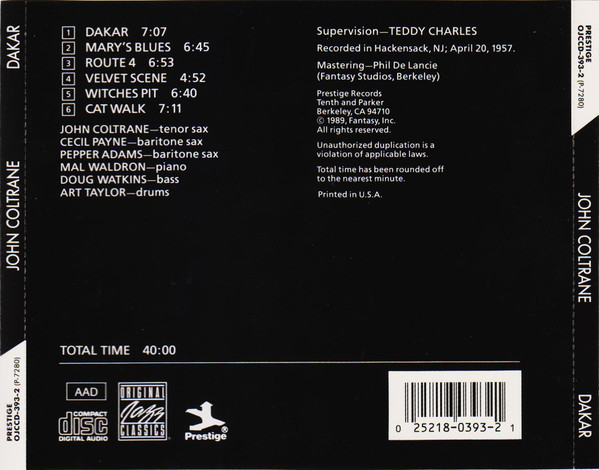 JOHN COLTRANE DAKAR
PRESTIGE
OJCCD-393-2 (P-7280)
1 DAKAR 7:07
2 MARY'S BLUES 6:45
3 ROUTE 4 6:53
4 VELVET SCENE 4:52
5 WITCHES PIT 6:40
6 CAT WALK 7:11
JOHN COLTRANE—tenor sax
CECIL PAYNE—baritone sax
PEPPER ADAMS—baritone sax
MAL WALDRON—piano
DOUG WATKINS—bass
ART TAYLOR—drums
Supervision—TEDDY CHARLES
Recorded in Hackensack, NJ; April 20, 1957.
Mastering—Phil De Lancie
(Fantasy Studios, Berkeley)
Prestige Records
Tenth and Parker
Berkeley, CA 94710
© 1989, Fantasy, Inc.
All rights reserved.
Unauthorized duplication is a
violation of applicable laws.
Total time has been rounded off
to the nearest minute.
Printed in U.S.A.
TOTAL TIME 40:00
AAD
COMPACT
disc
DIGITAL AUDIO
ORIGINAL
Jazz
CLASSICS
Prestige
0 25218-0393-2 1
PRESTIGE
OJCCD-393-2 (P-7280)
JOHN COLTRANE DAKAR